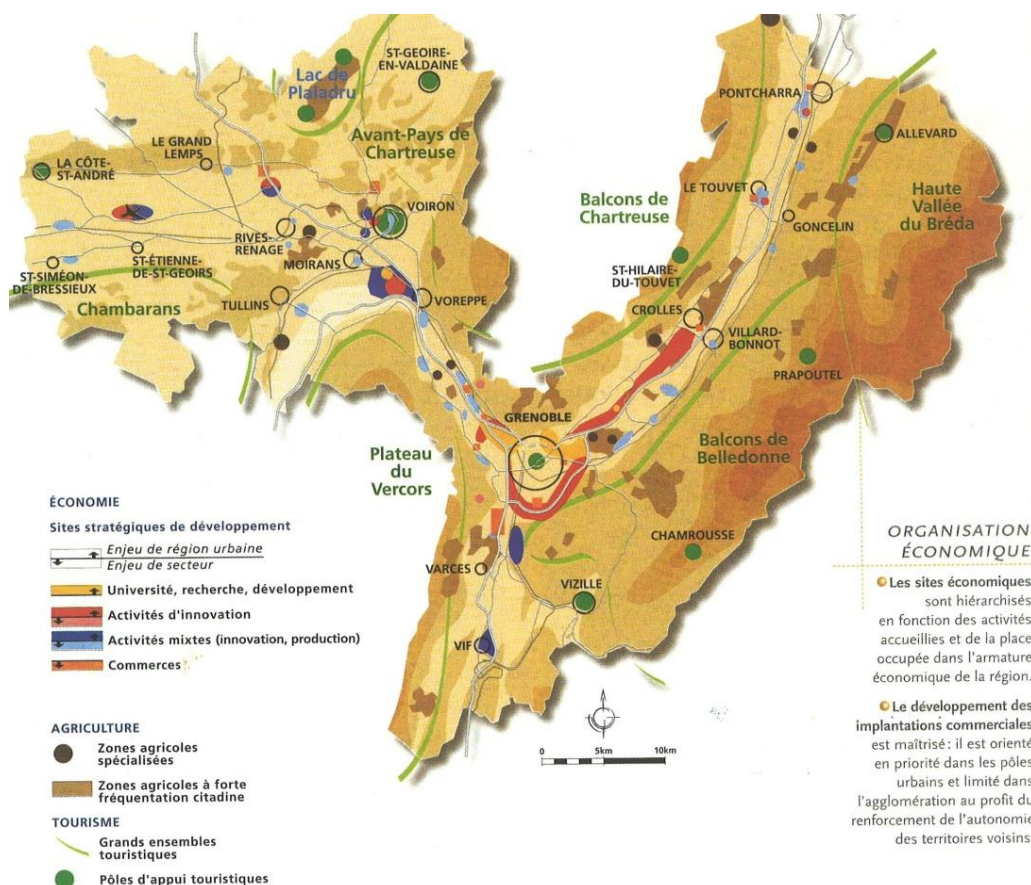 ST-GEOIRE-
EN-VALDAINE
Lac de
Plaladru
PONTCHARRA
Avant-Pays de
Chartreuse
ALLEVARD
LE GRAND
LEMPS
LA CÔTE-
ST-ANDRÉ
LE TOUVET
Balcons de
Chartreuse
Haute
Vallée
du Bréda
VOIRON
GONCELIN
RIVES-
RENAGE
ST-ÉTIENNE-
DE-ST-GEOIRS
MOIRANS
ST-SIMÉON-
DE-BRESSIEUX
ST-HILAIRE-
DU-TOUVET
Chambarans
TULLINS
VOREPPE
CROLLES
VILLARD-
BONNOT
PRAPOUTEL
GRENOBLE
Balcons de
Belledonne
Plateau
du
Vercors
CHAMROUSSE
VARCES
VIZILLE
VIF
0
5km
10km
ÉCONOMIE
Sites stratégiques de développement
Enjeu de région urbaine
Enjeu de secteur
Université, recherche, développement
Activités d'innovation
Activités mixtes (innovation, production)
Commerces
AGRICULTURE
Zones agricoles
spécialisées
Zones agricoles à forte
fréquentation citadine
TOURISME
Grands ensembles
touristiques
Pôles d'appui touristiques
ORGANISATION
ÉCONOMIQUE
Les sites économiques
sont hiérarchisés
en fonction des activités
accueillies et de la place
occupée dans l'armature
économique de la région.
Le développement des
implantations commerciales
est maîtrisé: il est orienté
en priorité dans les pôles
urbains et limité dans
l'agglomération au profit du
renforcement de l'autonomie
des territoires voisins